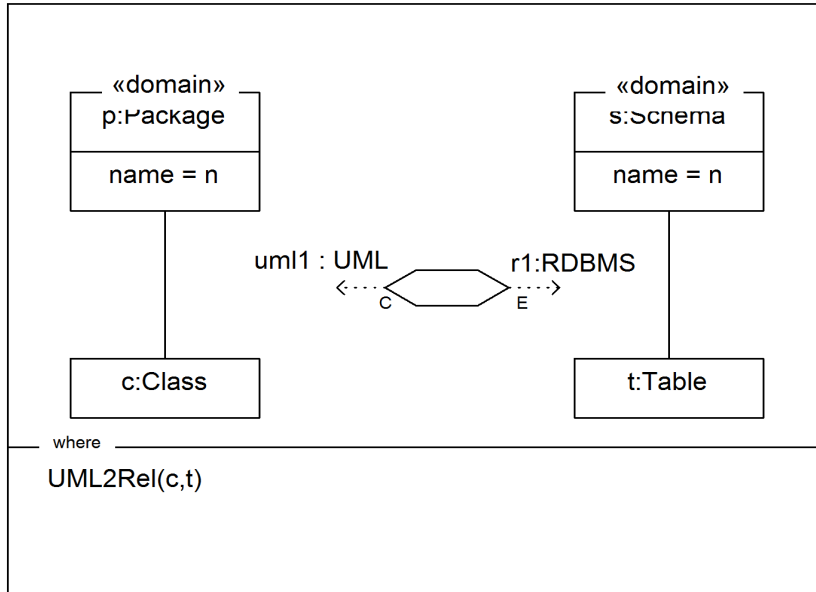 «domain»
p:Package
name = n
«domain»
s:Schema
name = n
uml1 : UML
r1:RDBMS
C
E
c:Class
t:Table
where
UML2Rel(c,t)